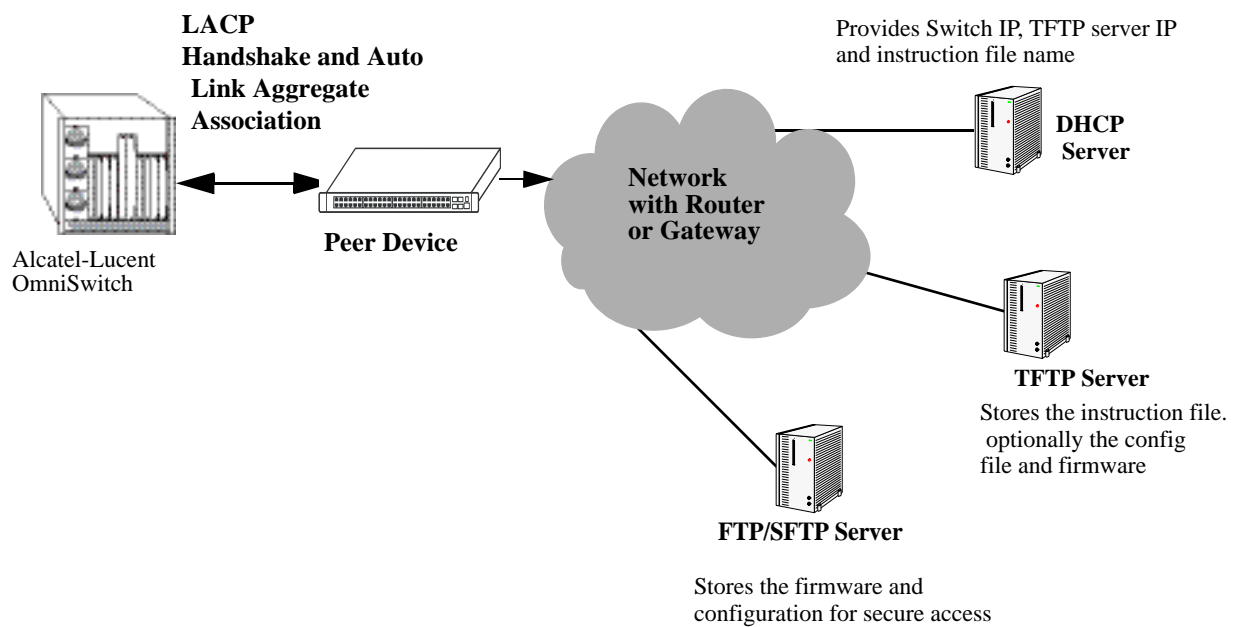 LACP
Handshake and Auto
Link Aggregate
Association
Provides Switch IP, TFTP server IP
and instruction file name
DHCP
Server
Network
with Router
or Gateway
Peer Device
Alcatel-Lucent
OmniSwitch
TFTP Server
Stores the instruction file.
optionally the config
file and firmware
FTP/SFTP Server
Stores the firmware and
configuration for secure access